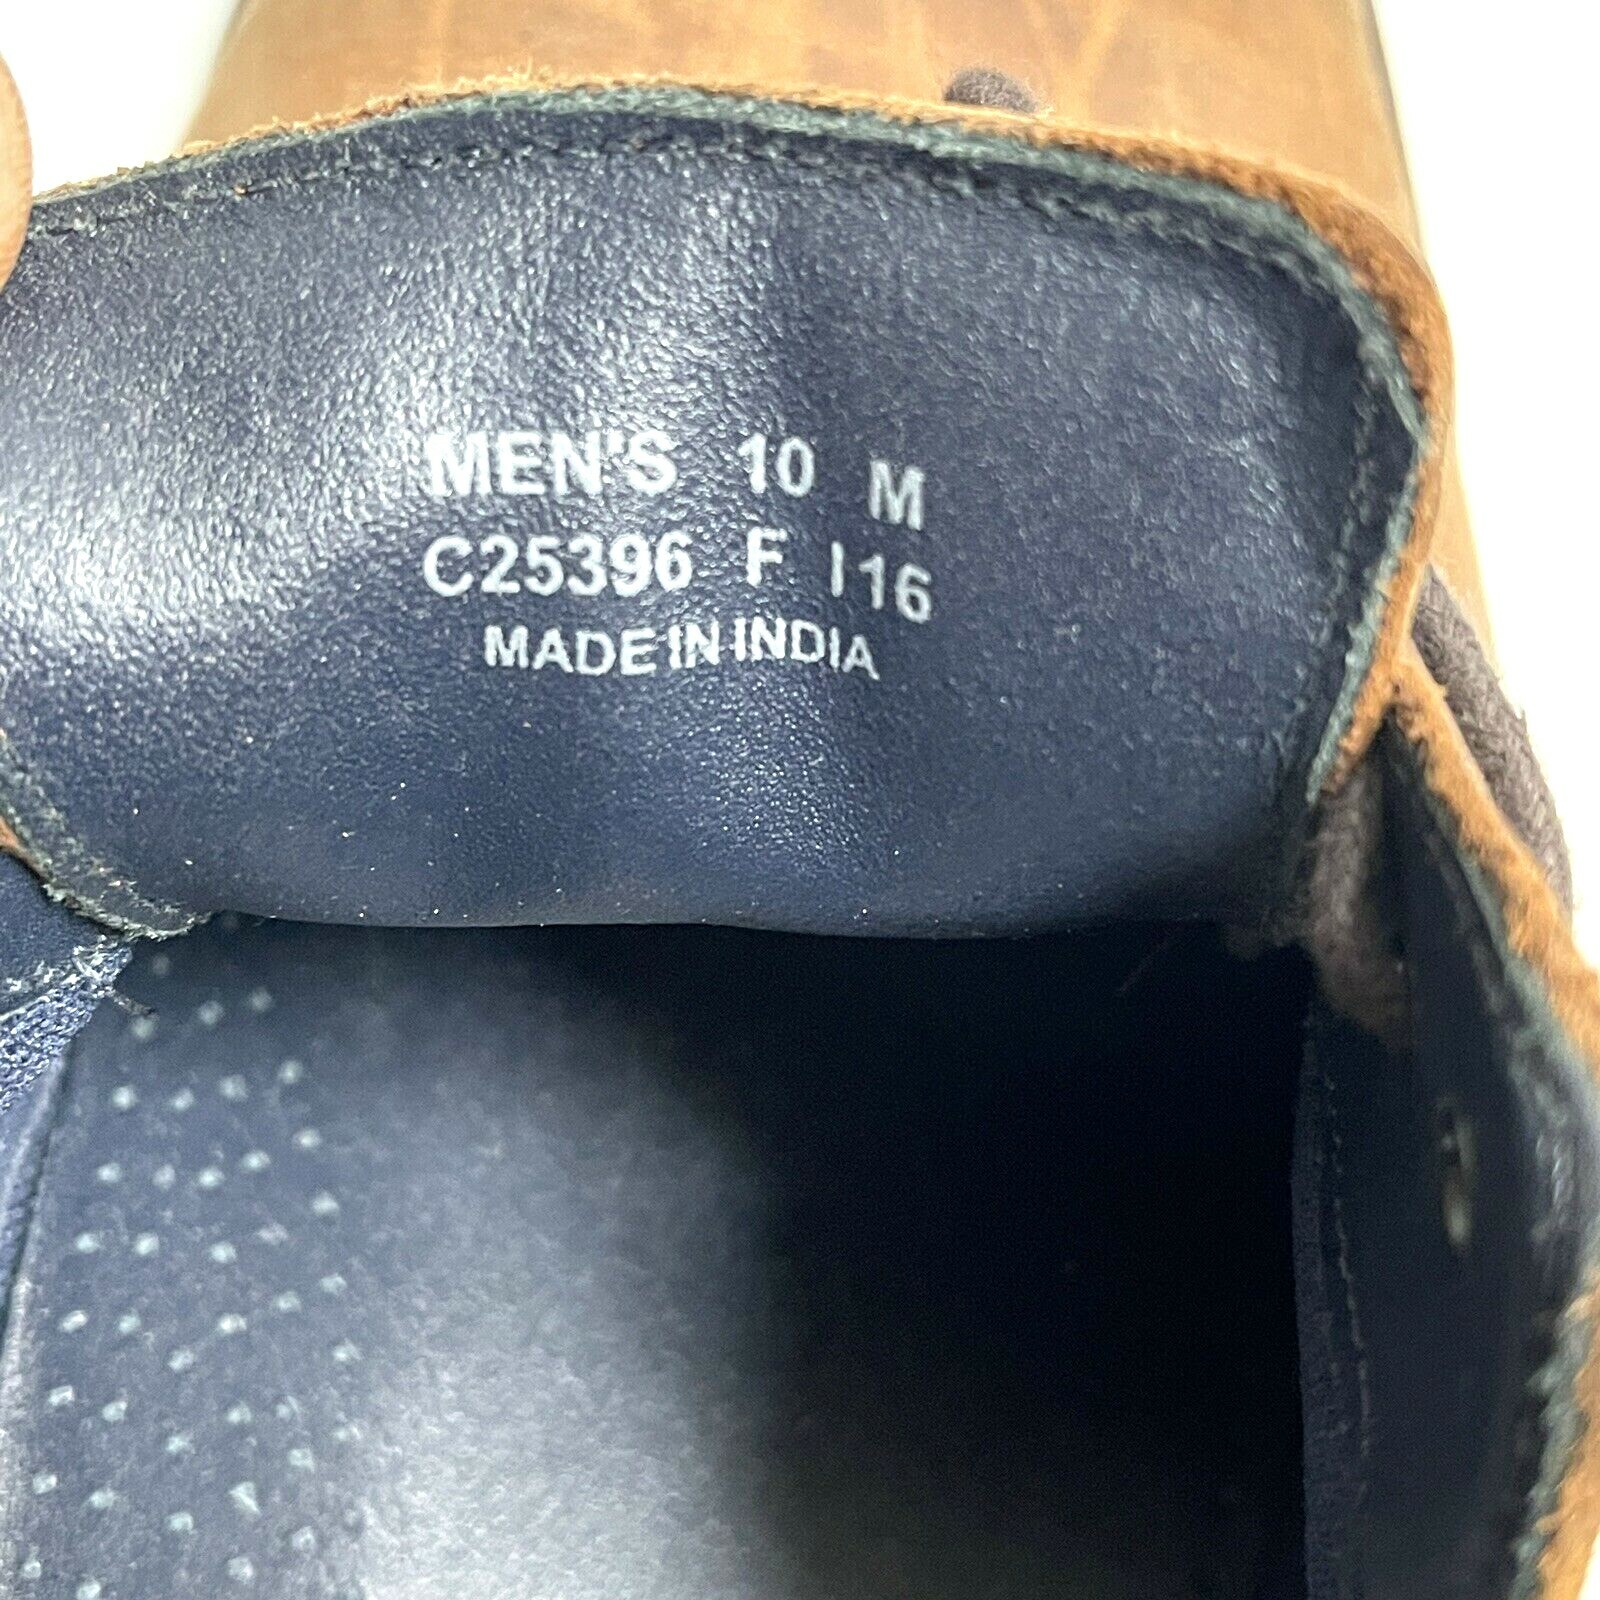 MEN'S 10 M
C25396 F I16
MADE IN INDIA